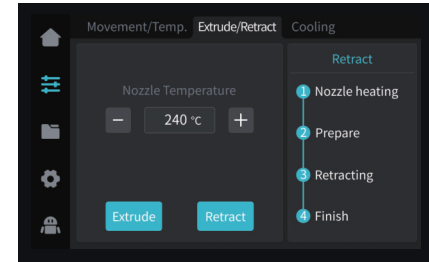 Movement/Temp. Extrude/Retract Cooling
Nozzle Temperature
− 240 °C +
Extrude Retract
Retract
1 Nozzle heating
2 Prepare
3 Retracting
4 Finish